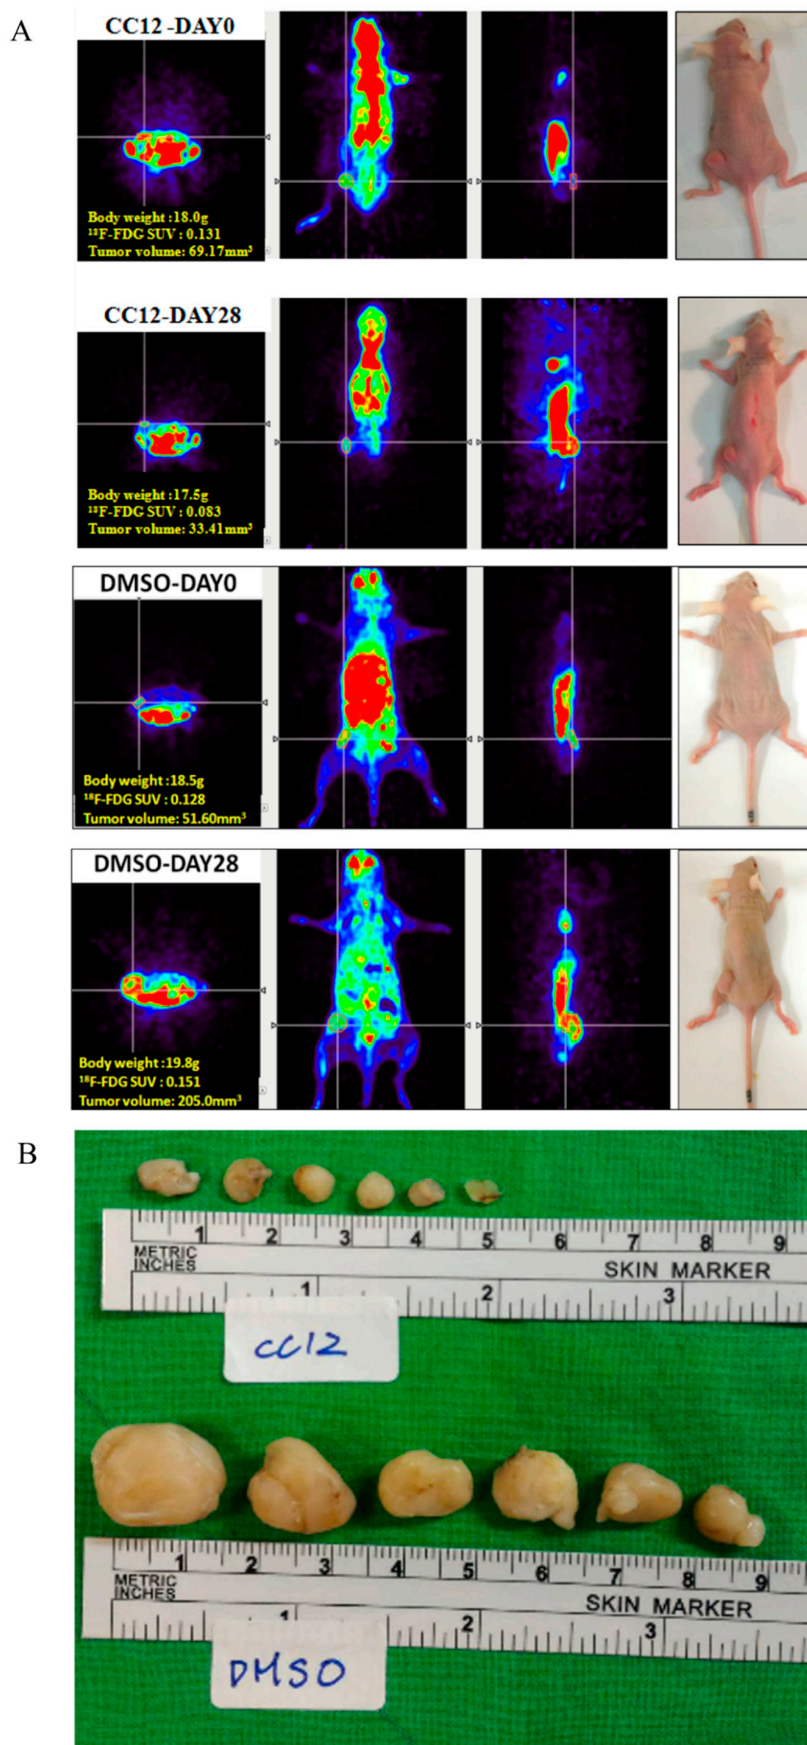 A
CC12 -DAY0
Body weight :18.0g
¹⁸F-FDG SUV : 0.131
Tumor volume: 69.17mm³
CC12-DAY28
Body weight :17.5g
¹⁸F-FDG SUV : 0.083
Tumor volume: 33.41mm³
DMSO-DAY0
Body weight :18.5g
¹⁸F-FDG SUV : 0.128
Tumor volume: 51.60mm³
DMSO-DAY28
Body weight :19.8g
¹⁸F-FDG SUV : 0.151
Tumor volume: 205.0mm³
B
1 2 3 4 5 6 7 8 9
METRIC
INCHES
SKIN MARKER
1 2 3
CC12
1 2 3 4 5 6 7 8 9
METRIC
INCHES
SKIN MARKER
1 2 3
DMSO